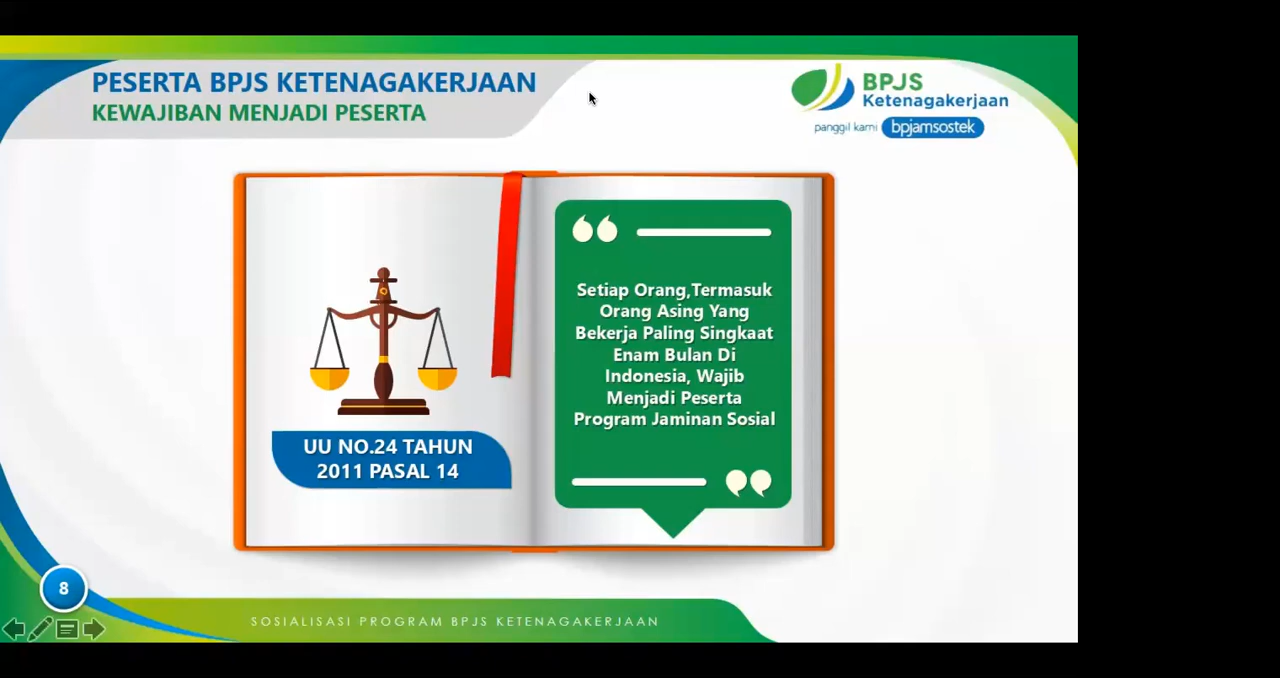 PESERTA BPJS KETENAGAKERJAAN
KEWAJIBAN MENJADI PESERTA
BPJS
Ketenagakerjaan
panggil kami bpjamsostek
Setiap Orang,Termasuk
Orang Asing Yang
Bekerja Paling Singkaat
Enam Bulan Di
Indonesia, Wajib
Menjadi Peserta
Program Jaminan Sosial
UU NO.24 TAHUN
2011 PASAL 14
8
SOSIALISASI PROGRAM BPJS KETENAGAKERJAAN